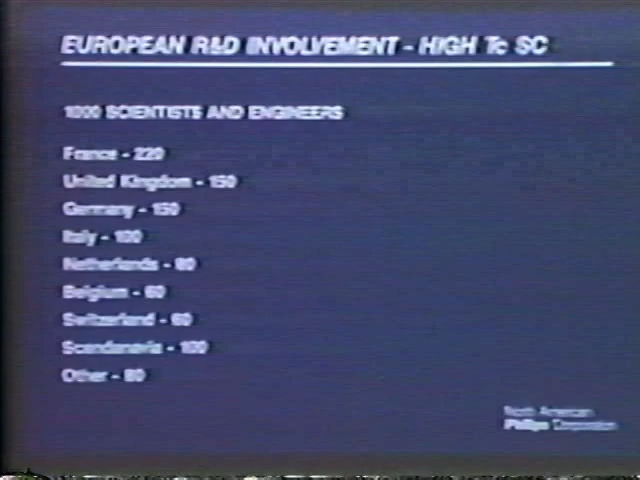 EUROPEAN R&D INVOLVEMENT - HIGH Tc SC
1000 SCIENTISTS AND ENGINEERS
France - 220
United Kingdom - 150
Germany - 150
Italy - 100
Netherlands - 80
Belgium - 60
Switzerland - 60
Scandanavia - 100
Other - 80
North American
Philips Corporation